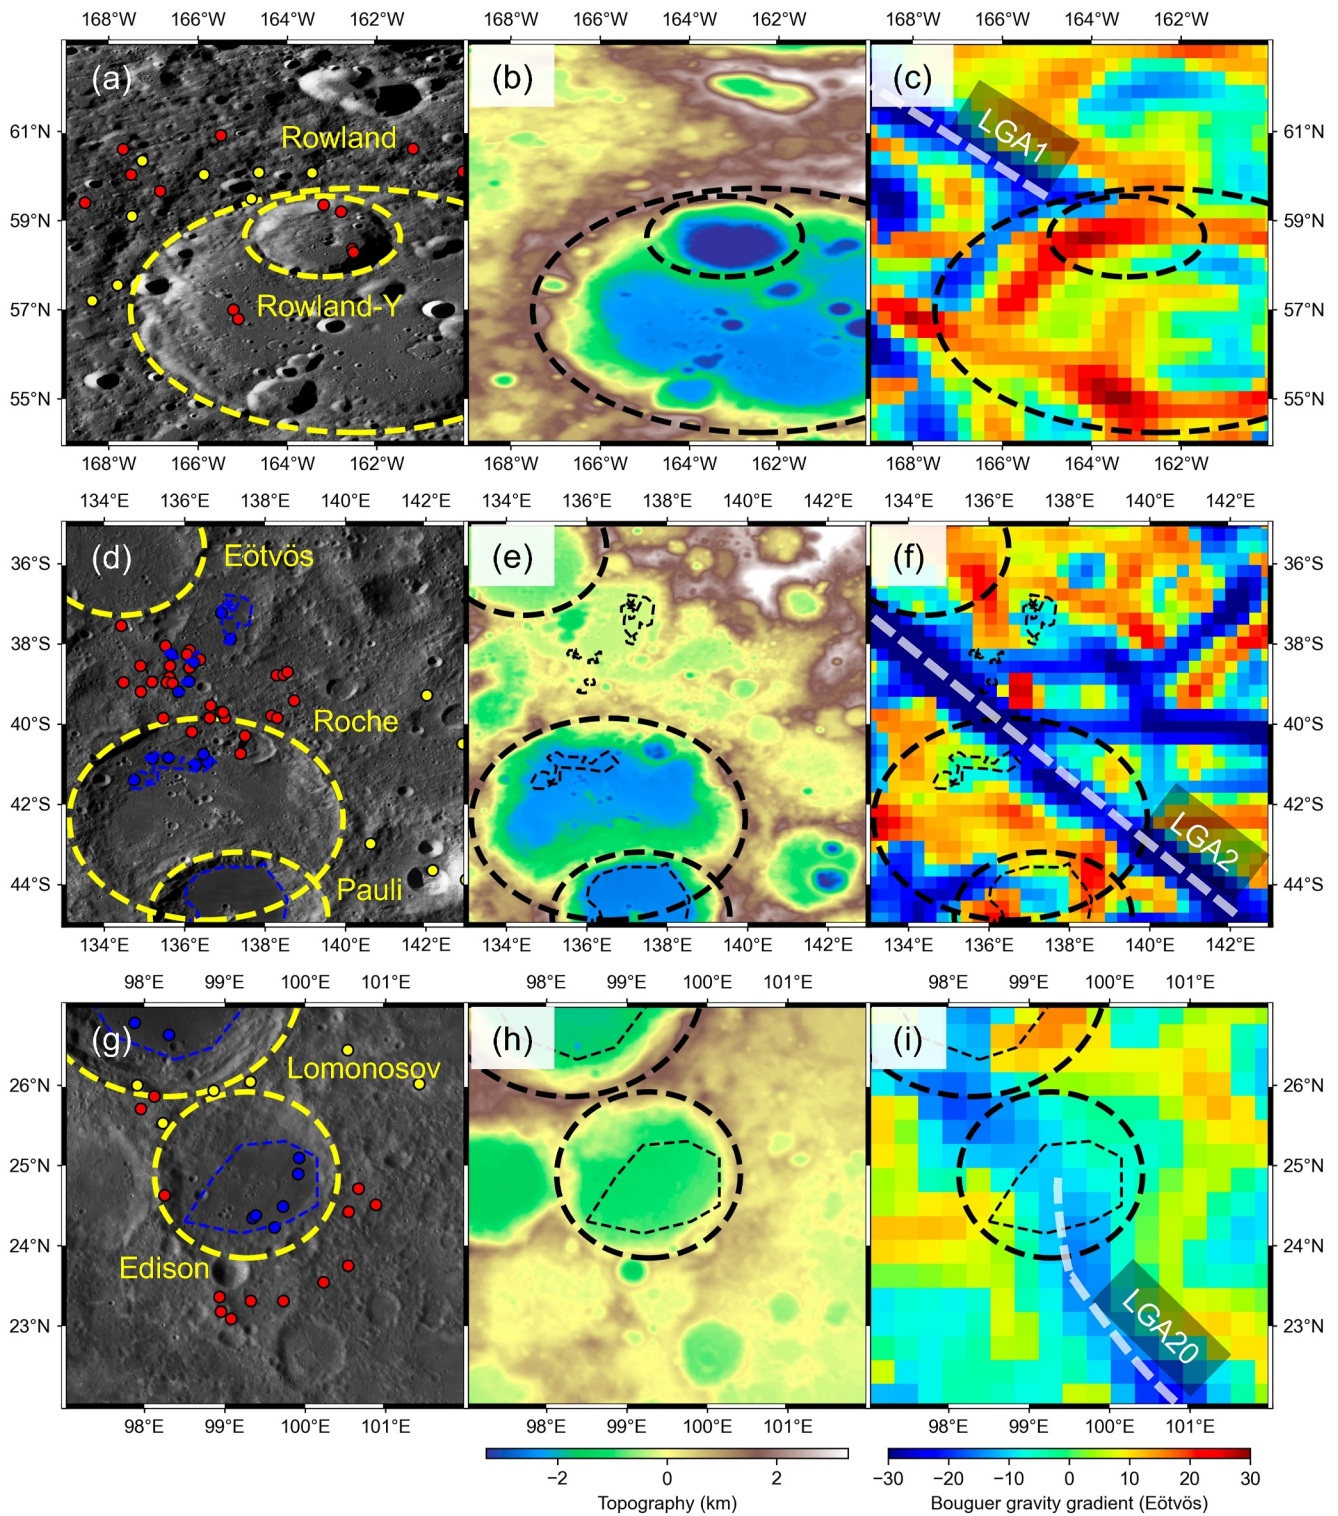 168°W 166°W 164°W 162°W 168°W 166°W 164°W 162°W 168°W 166°W 164°W 162°W
(a) (b) (c)
61°N Rowland LGA1 61°N
59°N 59°N
57°N Rowland-Y 57°N
55°N 55°N
168°W 166°W 164°W 162°W 168°W 166°W 164°W 162°W 168°W 166°W 164°W 162°W
134°E 136°E 138°E 140°E 142°E 134°E 136°E 138°E 140°E 142°E 134°E 136°E 138°E 140°E 142°E
(d) Eötvös (e) (f)
36°S 36°S
38°S 38°S
40°S Roche 40°S
42°S LGA2 42°S
44°S Pauli 44°S
134°E 136°E 138°E 140°E 142°E 134°E 136°E 138°E 140°E 142°E 134°E 136°E 138°E 140°E 142°E
98°E 99°E 100°E 101°E 98°E 99°E 100°E 101°E 98°E 99°E 100°E 101°E
(g) (h) (i)
26°N Lomonosov 26°N
25°N 25°N
24°N Edison 24°N
23°N LGA20 23°N
98°E 99°E 100°E 101°E 98°E 99°E 100°E 101°E 98°E 99°E 100°E 101°E
−2 0 2 −30 −20 −10 0 10 20 30
Topography (km) Bouguer gravity gradient (Eötvös)